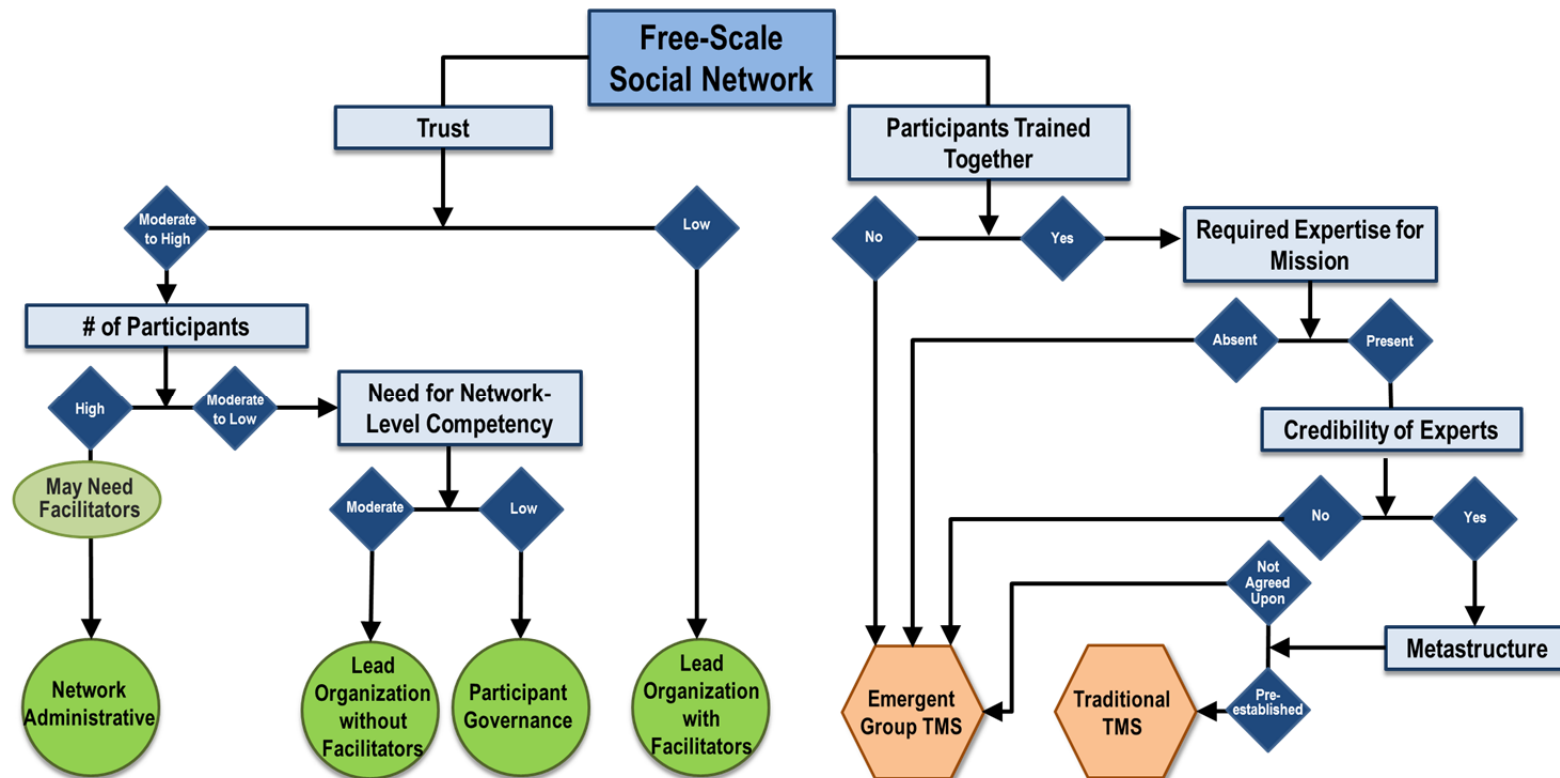 Free-Scale
Social Network
Trust
Participants Trained
Together
Moderate
to High
Low
No
Yes
Required Expertise for
Mission
# of Participants
Absent
Present
High
Moderate
to Low
Need for Network-
Level Competency
Credibility of Experts
May Need
Facilitators
Moderate
Low
No
Yes
Not
Agreed
Upon
Metastructure
Network
Administrative
Lead
Organization
without
Facilitators
Participant
Governance
Lead
Organization
with
Facilitators
Emergent
Group TMS
Traditional
TMS
Pre-
established